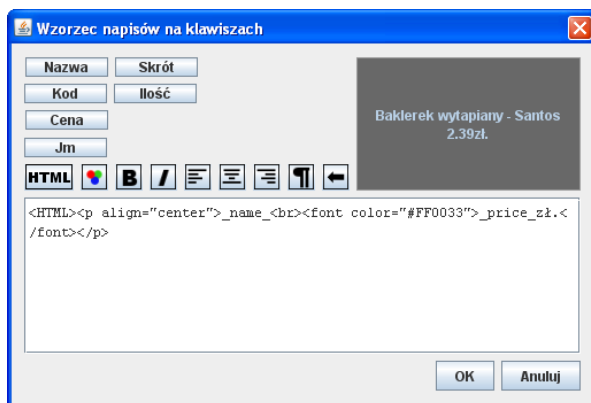 Wzorzec napisów na klawiszach
Nazwa Skrót
Kod Ilość
Cena
Jm
Baklerek wytapiany - Santos
2.39zł.
HTML B I ¶
<HTML><p align="center">_name_<br><font color="#FF0033">_price_zł.<
/font></p>
OK Anuluj